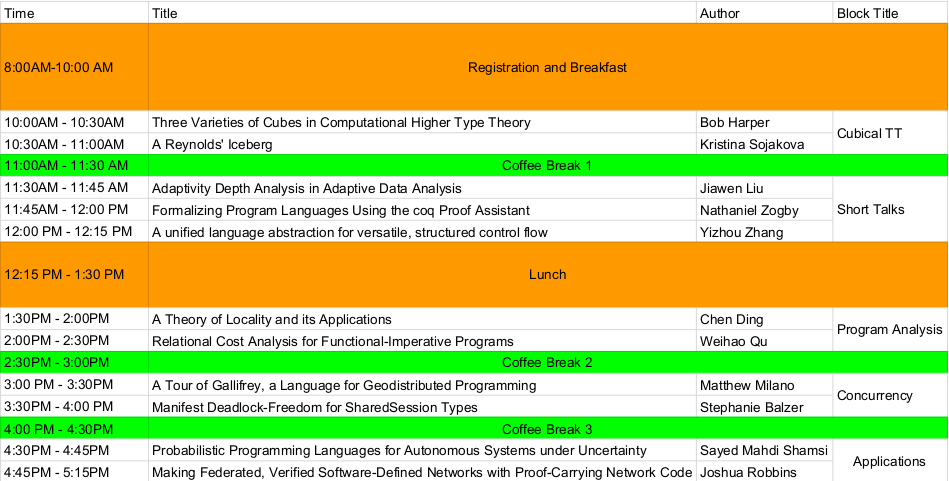 Time Title Author Block Title
8:00AM-10:00 AM Registration and Breakfast
10:00AM - 10:30AM Three Varieties of Cubes in Computational Higher Type Theory Bob Harper Cubical TT
10:30AM - 11:00AM A Reynolds' Iceberg Kristina Sojakova
11:00AM - 11:30 AM Coffee Break 1
11:30AM - 11:45 AM Adaptivity Depth Analysis in Adaptive Data Analysis Jiawen Liu Short Talks
11:45AM - 12:00 PM Formalizing Program Languages Using the coq Proof Assistant Nathaniel Zogby
12:00 PM - 12:15 PM A unified language abstraction for versatile, structured control flow Yizhou Zhang
12:15 PM - 1:30 PM Lunch
1:30PM - 2:00PM A Theory of Locality and its Applications Chen Ding Program Analysis
2:00PM - 2:30PM Relational Cost Analysis for Functional-Imperative Programs Weihao Qu
2:30PM - 3:00PM Coffee Break 2
3:00 PM - 3:30PM A Tour of Gallifrey, a Language for Geodistributed Programming Matthew Milano Concurrency
3:30PM - 4:00 PM Manifest Deadlock-Freedom for SharedSession Types Stephanie Balzer
4:00 PM - 4:30PM Coffee Break 3
4:30PM - 4:45PM Probabilistic Programming Languages for Autonomous Systems under Uncertainty Sayed Mahdi Shamsi Applications
4:45PM - 5:15PM Making Federated, Verified Software-Defined Networks with Proof-Carrying Network Code Joshua Robbins